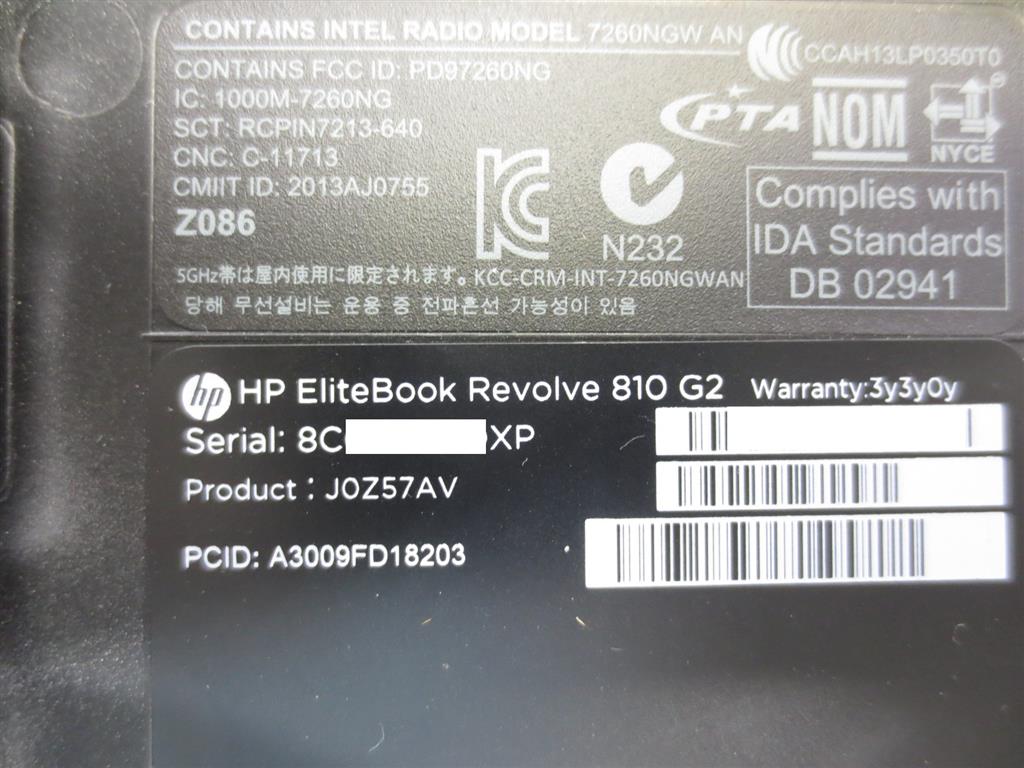 CONTAINS INTEL RADIO MODEL 7260NGW AN
CCAH13LP0350T0
CONTAINS FCC ID: PD97260NG
IC: 1000M-7260NG
SCT: RCPIN7213-640
CNC: C-11713
CMIIT ID: 2013AJ0755
Z086
PTA
NOM
NYCE
N232
Complies with
IDA Standards
DB 02941
5GHz帯は屋内使用に限定されます。KCC-CRM-INT-7260NGWAN
당해 무선설비는 운용 중 전파혼선 가능성이 있음
hp HP EliteBook Revolve 810 G2 Warranty:3y3y0y
Serial: 8C XP
Product : J0Z57AV
PCID: A3009FD18203